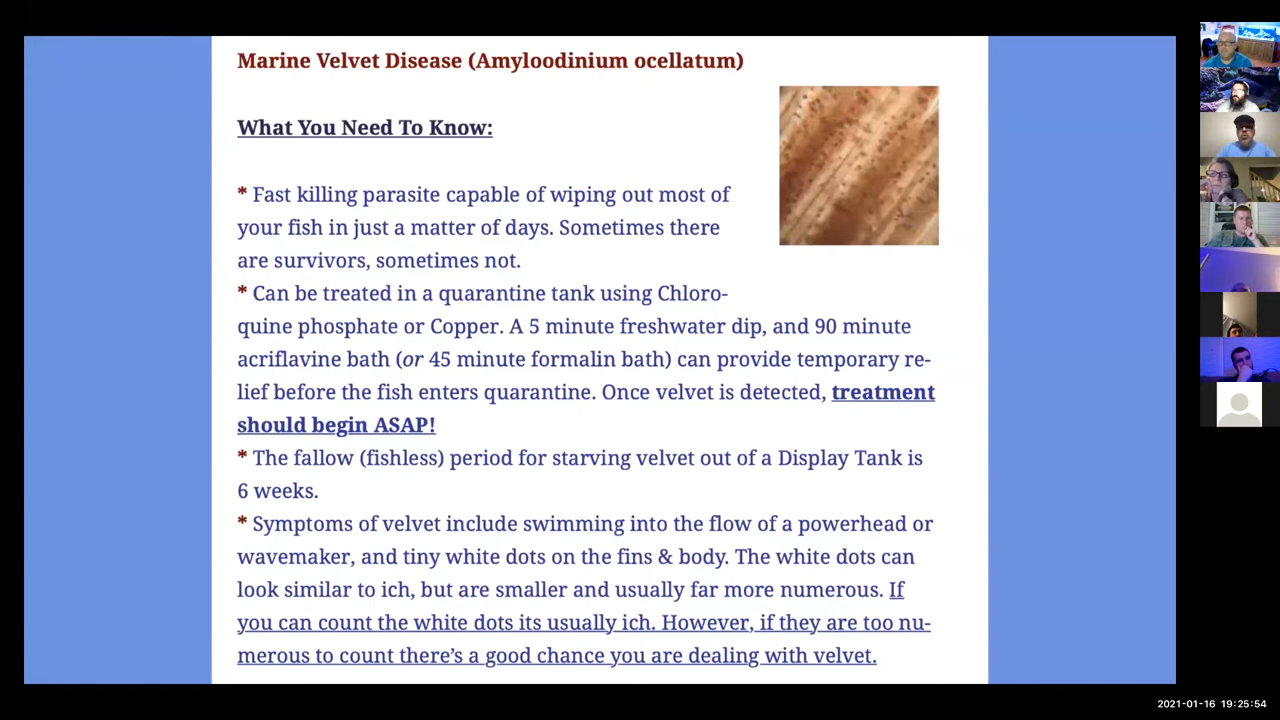 Marine Velvet Disease (Amyloodinium ocellatum)
What You Need To Know:
* Fast killing parasite capable of wiping out most of
your fish in just a matter of days. Sometimes there
are survivors, sometimes not.
* Can be treated in a quarantine tank using Chloro-
quine phosphate or Copper. A 5 minute freshwater dip, and 90 minute
acriflavine bath (or 45 minute formalin bath) can provide temporary re-
lief before the fish enters quarantine. Once velvet is detected, treatment
should begin ASAP!
* The fallow (fishless) period for starving velvet out of a Display Tank is
6 weeks.
* Symptoms of velvet include swimming into the flow of a powerhead or
wavemaker, and tiny white dots on the fins & body. The white dots can
look similar to ich, but are smaller and usually far more numerous. If
you can count the white dots its usually ich. However, if they are too nu-
merous to count there’s a good chance you are dealing with velvet.
2021-01-16 19:25:54